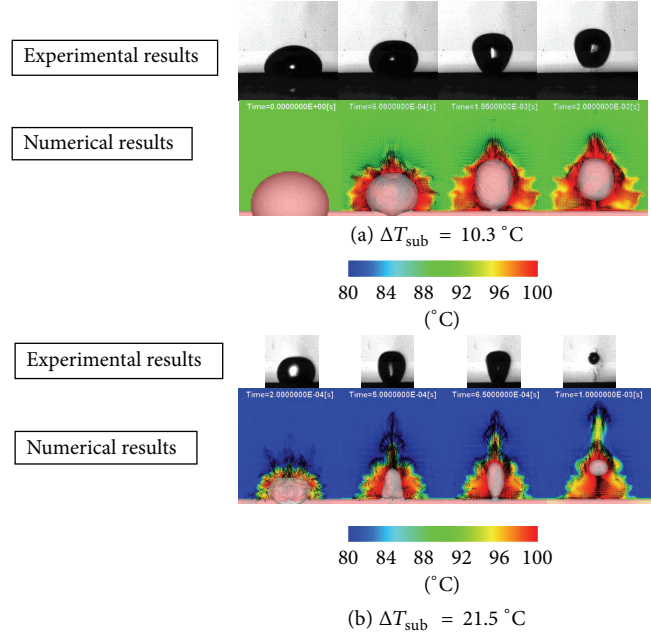 Experimental results
Numerical results
Time=0.0000000E+00[s] Time=8.0000000E-04[s] Time=1.5500000E-03[s] Time=2.0000000E-03[s]
(a) ΔT_sub = 10.3 °C
80 84 88 92 96 100
(°C)
Experimental results
Numerical results
Time=2.0000000E-04[s] Time=5.0000000E-04[s] Time=6.5000000E-04[s] Time=1.0000000E-03[s]
80 84 88 92 96 100
(°C)
(b) ΔT_sub = 21.5 °C